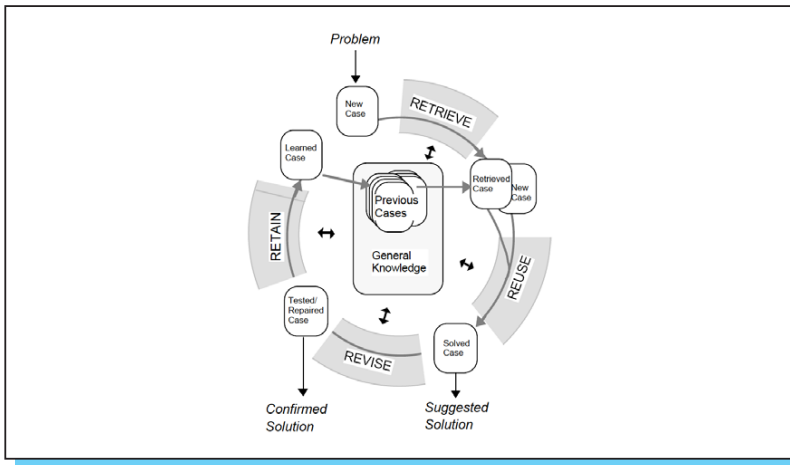 Problem
New
Case
RETRIEVE
Learned
Case
Retrieved
Case
New
Case
Previous
Cases
RETAIN
General
Knowledge
REUSE
Tested/
Repaired
Case
REVISE
Solved
Case
Confirmed
Solution
Suggested
Solution